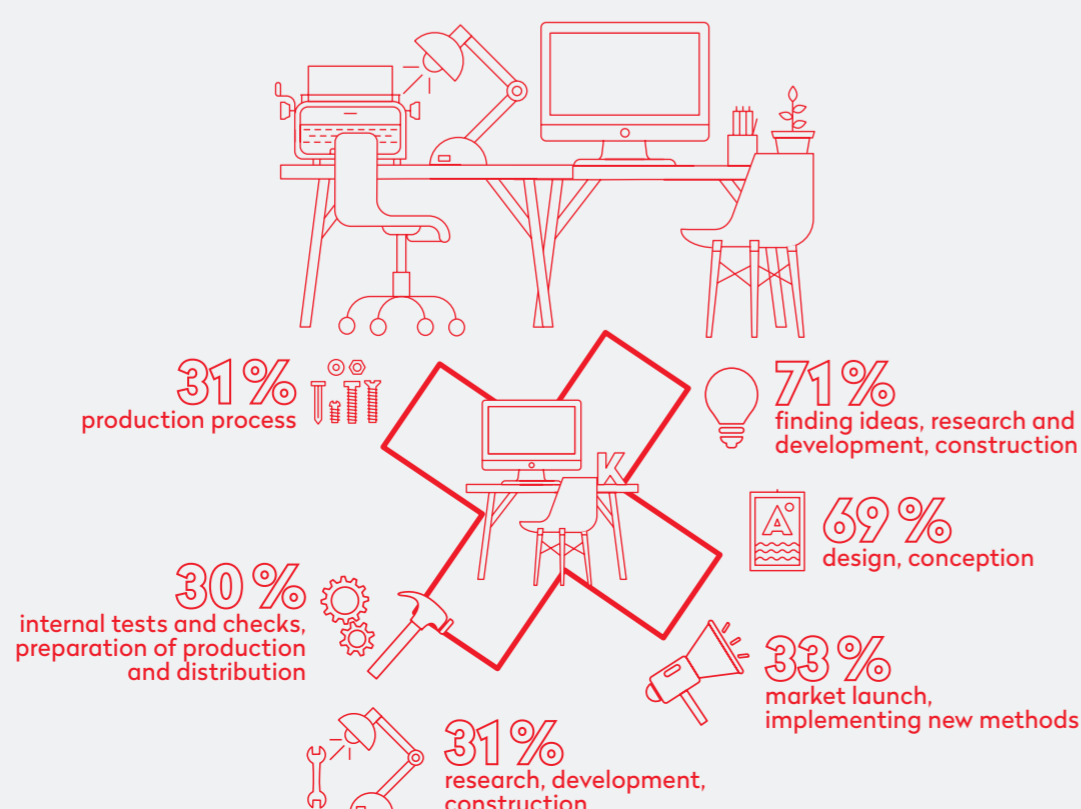 31%
production process
71%
finding ideas, research and
development, construction
K
A
69%
design, conception
30%
internal tests and checks,
preparation of production
and distribution
33%
market launch,
implementing new methods
31%
research, development,
construction